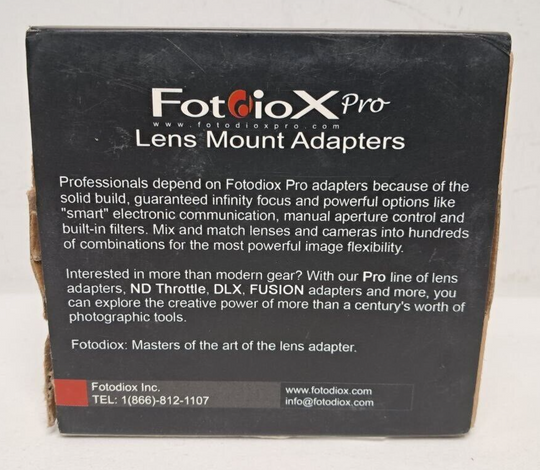 FotdioX Pro
www.fotodioxpro.com
Lens Mount Adapters
Professionals depend on Fotodiox Pro adapters because of the
solid build, guaranteed infinity focus and powerful options like
"smart" electronic communication, manual aperture control and
built-in filters. Mix and match lenses and cameras into hundreds
of combinations for the most powerful image flexibility.
Interested in more than modern gear? With our Pro line of lens
adapters, ND Throttle, DLX, FUSION adapters and more, you
can explore the creative power of more than a century's worth of
photographic tools.
Fotodiox: Masters of the art of the lens adapter.
Fotodiox Inc.
TEL: 1(866)-812-1107
www.fotodiox.com
info@fotodiox.com